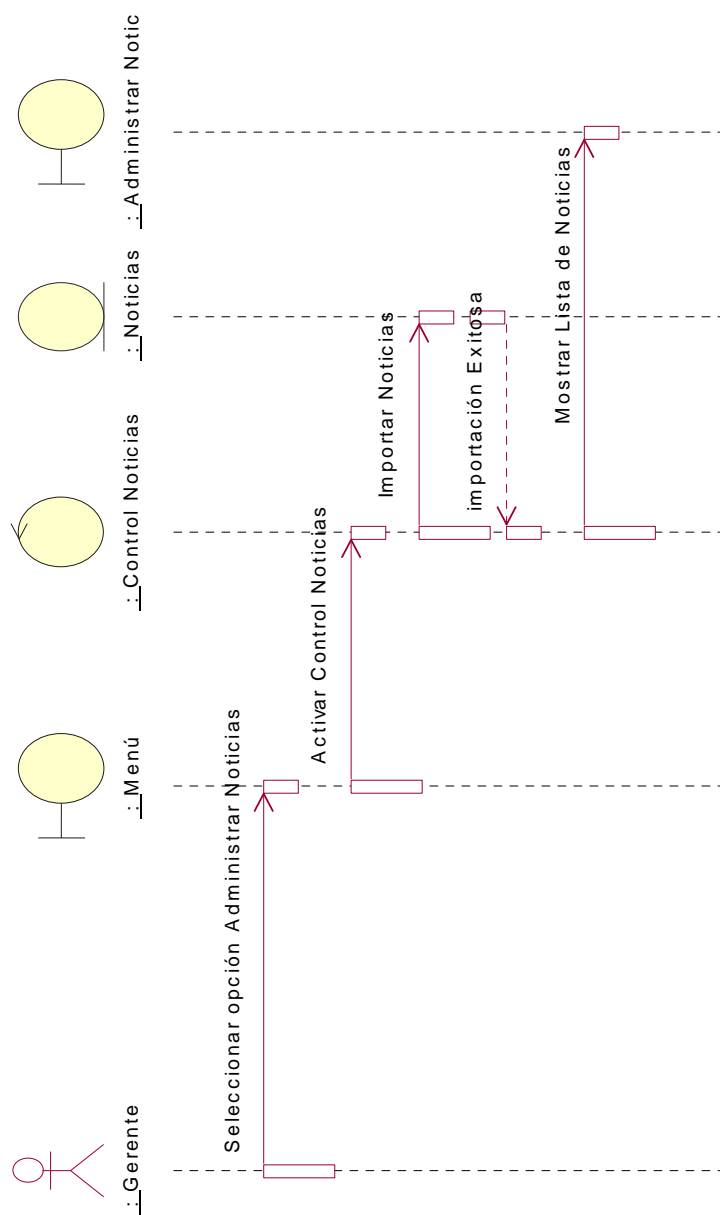 : Gerente
: Menú
: Control Noticias
: Noticias
: Administrar Notic
Seleccionar opción Administrar Noticias
Activar Control Noticias
Importar Noticias
importación Exitosa
Mostrar Lista de Noticias